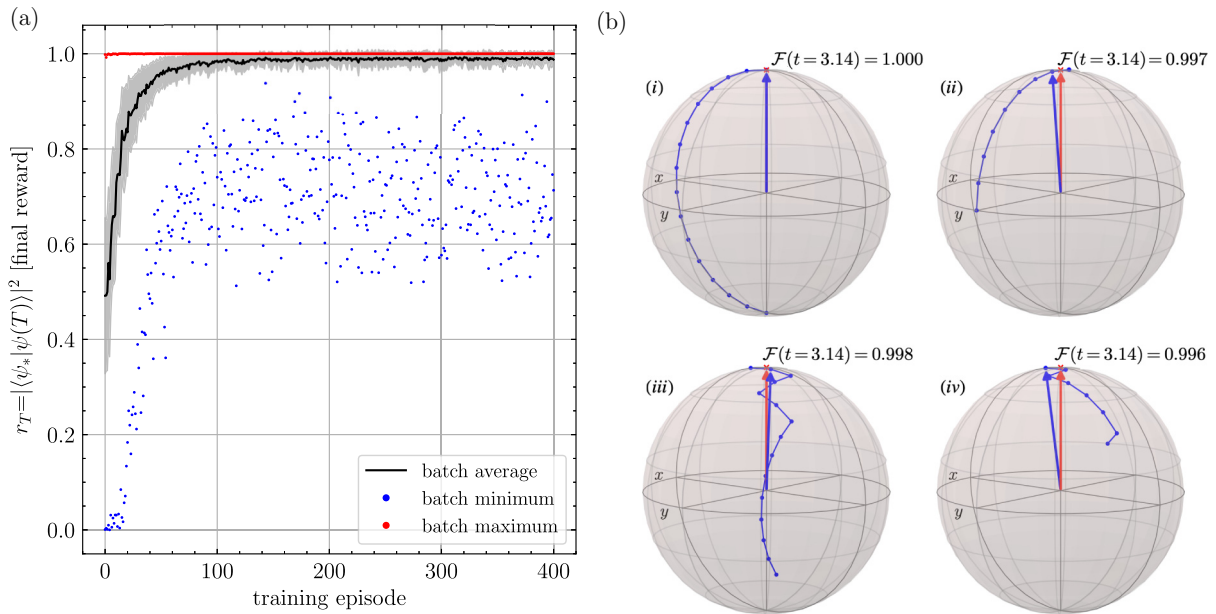 (a)
1.0
0.8
0.6
0.4
0.2
0.0
r_T=|⟨ψ_*|ψ(T)⟩|² [final reward]
batch average
batch minimum
batch maximum
0
100
200
300
400
training episode
(b)
(i)
F(t=3.14)=1.000
x
y
(ii)
F(t=3.14)=0.997
x
y
(iii)
F(t=3.14)=0.998
x
y
(iv)
F(t=3.14)=0.996
x
y